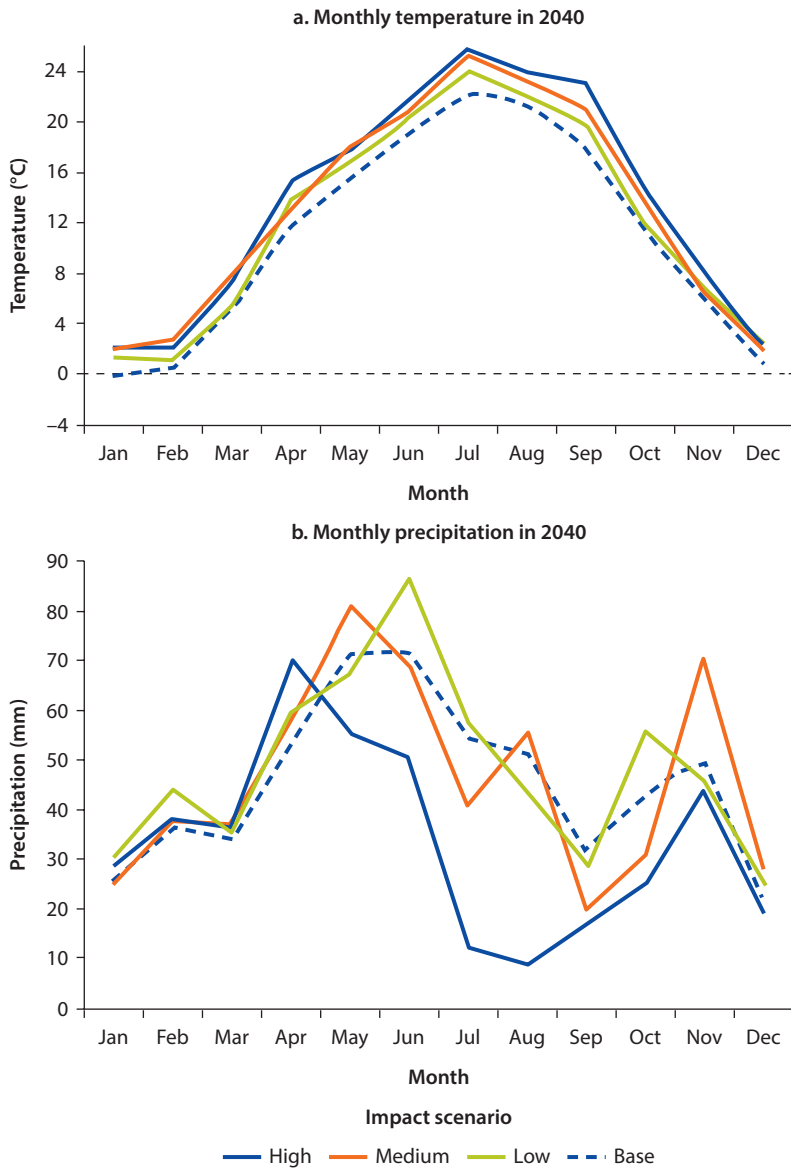 a. Monthly temperature in 2040
24
20
16
12
8
4
0
–4
Temperature (°C)
Jan Feb Mar Apr May Jun Jul Aug Sep Oct Nov Dec
Month
b. Monthly precipitation in 2040
90
80
70
60
50
40
30
20
10
0
Precipitation (mm)
Jan Feb Mar Apr May Jun Jul Aug Sep Oct Nov Dec
Month
Impact scenario
High Medium Low Base